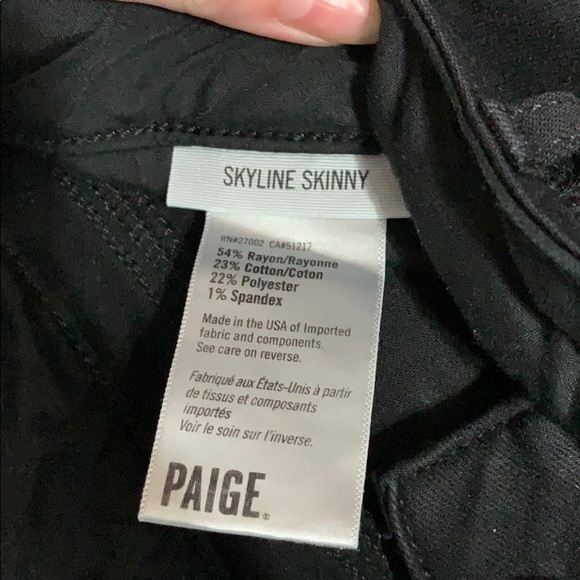 SKYLINE SKINNY
RN#27002 CA#51217
54% Rayon/Rayonne
23% Cotton/Coton
22% Polyester
1% Spandex
Made in the USA of Imported
fabric and components.
See care on reverse.
Fabriqué aux États-Unis à partir
de tissus et composants
importés
Voir le soin sur l'inverse.
PAIGE®